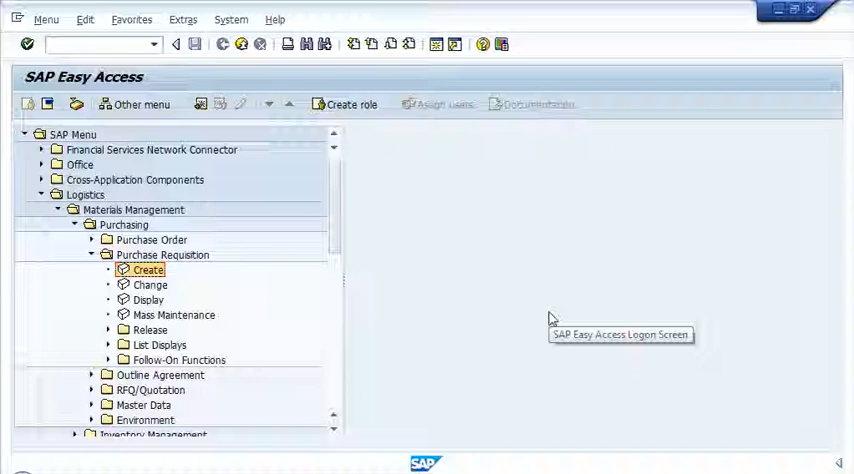 Menu Edit Favorites Extras System Help
SAP Easy Access
Other menu Create role Assign users Documentation
SAP Menu
Financial Services Network Connector
Office
Cross-Application Components
Logistics
Materials Management
Purchasing
Purchase Order
Purchase Requisition
Create
Change
Display
Mass Maintenance
SAP Easy Access Logon Screen
Release
List Displays
Follow-On Functions
Outline Agreement
RFQ/Quotation
Master Data
Environment
Inventory Management
SAP